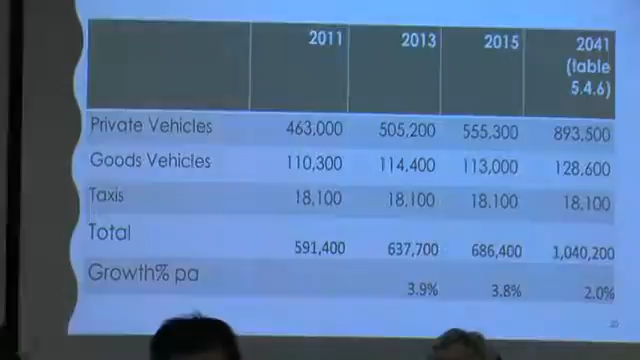 2011 2013 2015 2041
(table
5.4.6)
Private Vehicles 463,000 505,200 555,300 893,500
Goods Vehicles 110,300 114,400 113,000 128,600
Taxis 18,100 18,100 18,100 18,100
Total 591,400 637,700 686,400 1,040,200
Growth% pa 3.9% 3.8% 2.0%